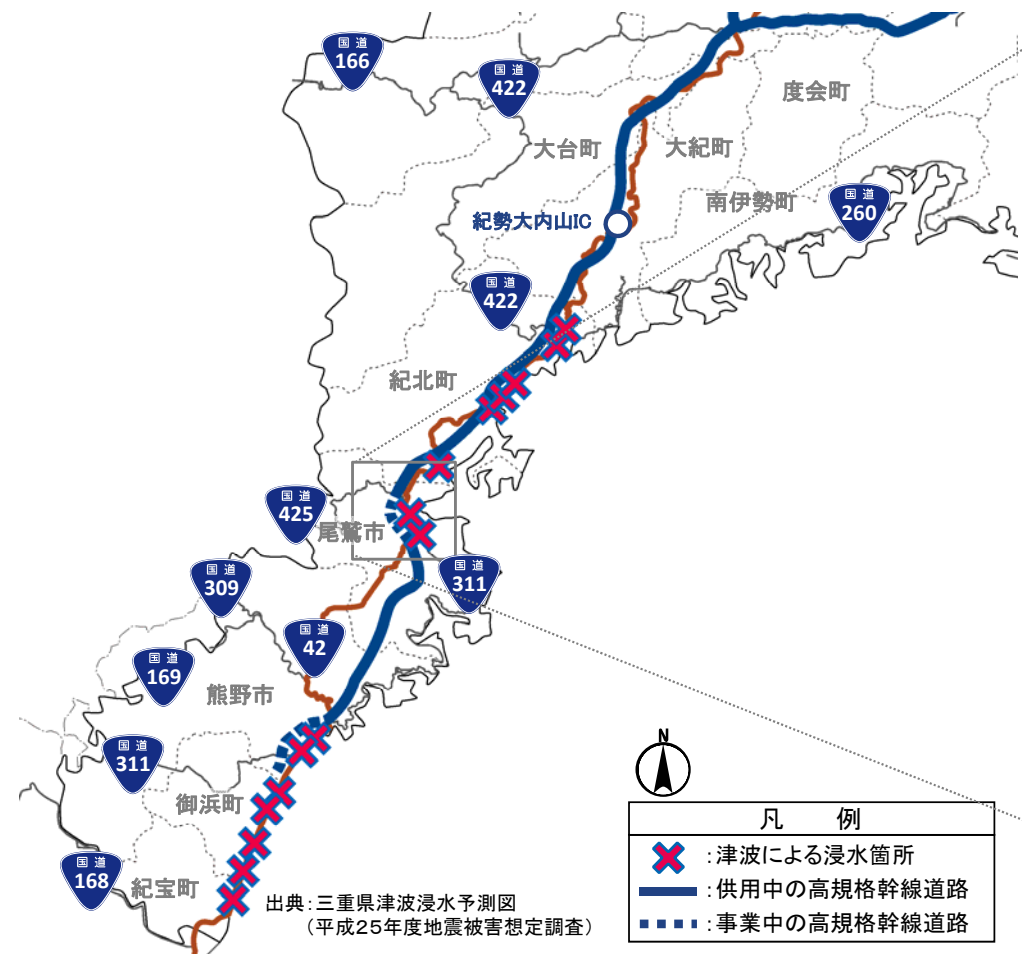 国道
166
国道
422
度会町
大台町
大紀町
南伊勢町
国道
260
紀勢大内山IC
国道
422
紀北町
国道
425
尾鷲市
国道
309
国道
311
国道
42
国道
169
熊野市
国道
311
御浜町
国道
168
紀宝町
出典:三重県津波浸水予測図
(平成25年度地震被害想定調査)
N
凡 例
:津波による浸水箇所
:供用中の高規格幹線道路
:事業中の高規格幹線道路